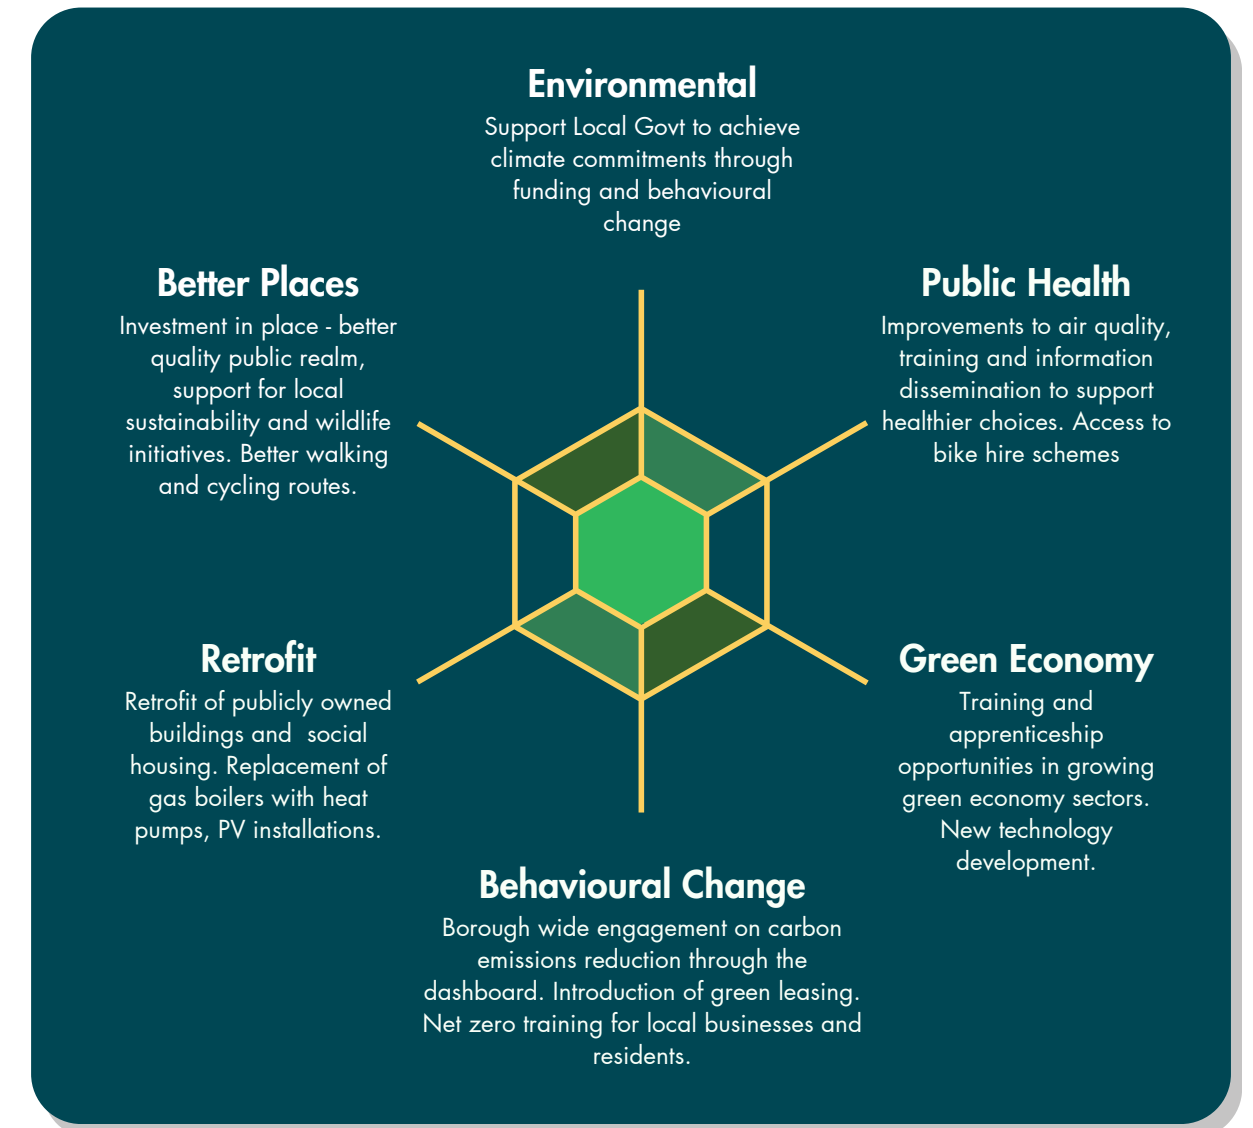 Environmental
Support Local Govt to achieve
climate commitments through
funding and behavioural
change
Better Places
Investment in place - better
quality public realm,
support for local
sustainability and wildlife
initiatives. Better walking
and cycling routes.
Public Health
Improvements to air quality,
training and information
dissemination to support
healthier choices. Access to
bike hire schemes
Retrofit
Retrofit of publicly owned
buildings and  social
housing. Replacement of
gas boilers with heat
pumps, PV installations.
Green Economy
Training and
apprenticeship
opportunities in growing
green economy sectors.
New technology
development.
Behavioural Change
Borough wide engagement on carbon
emissions reduction through the
dashboard. Introduction of green leasing.
Net zero training for local businesses and
residents.